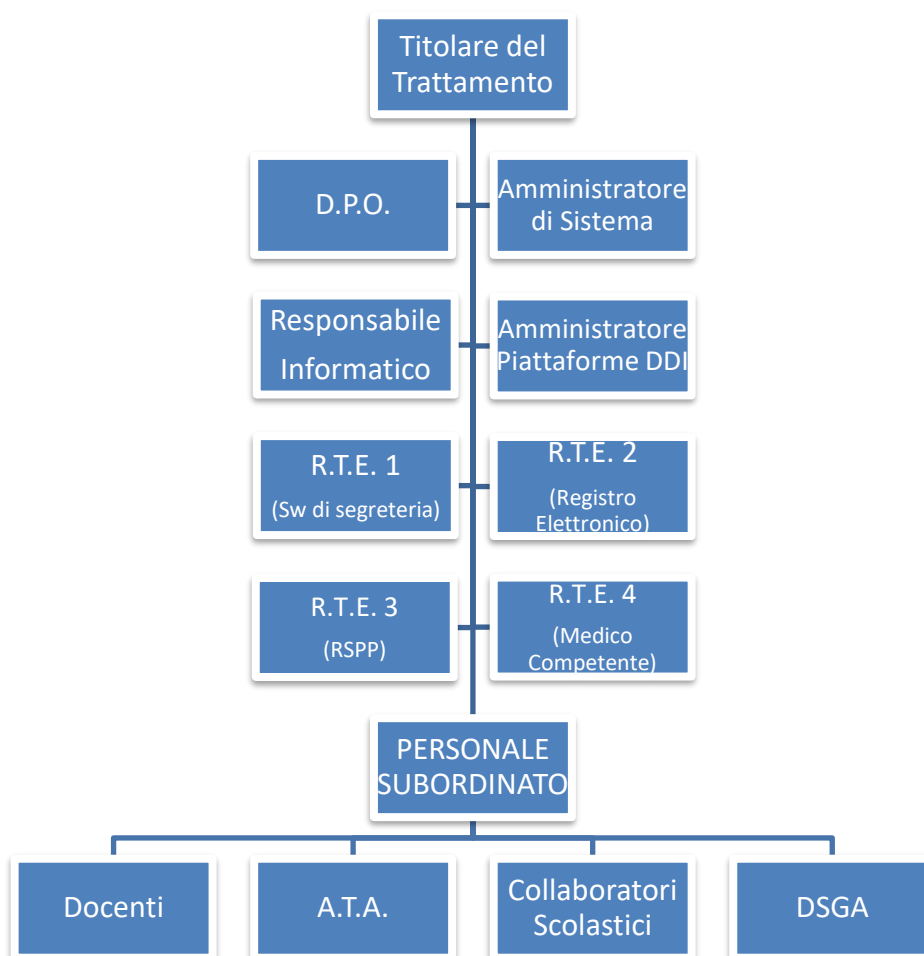 Titolare del
Trattamento
D.P.O.
Amministratore
di Sistema
Responsabile
Informatico
Amministratore
Piattaforme DDI
R.T.E. 1
(Sw di segreteria)
R.T.E. 2
(Registro
Elettronico)
R.T.E. 3
(RSPP)
R.T.E. 4
(Medico
Competente)
PERSONALE
SUBORDINATO
Docenti
A.T.A.
Collaboratori
Scolastici
DSGA